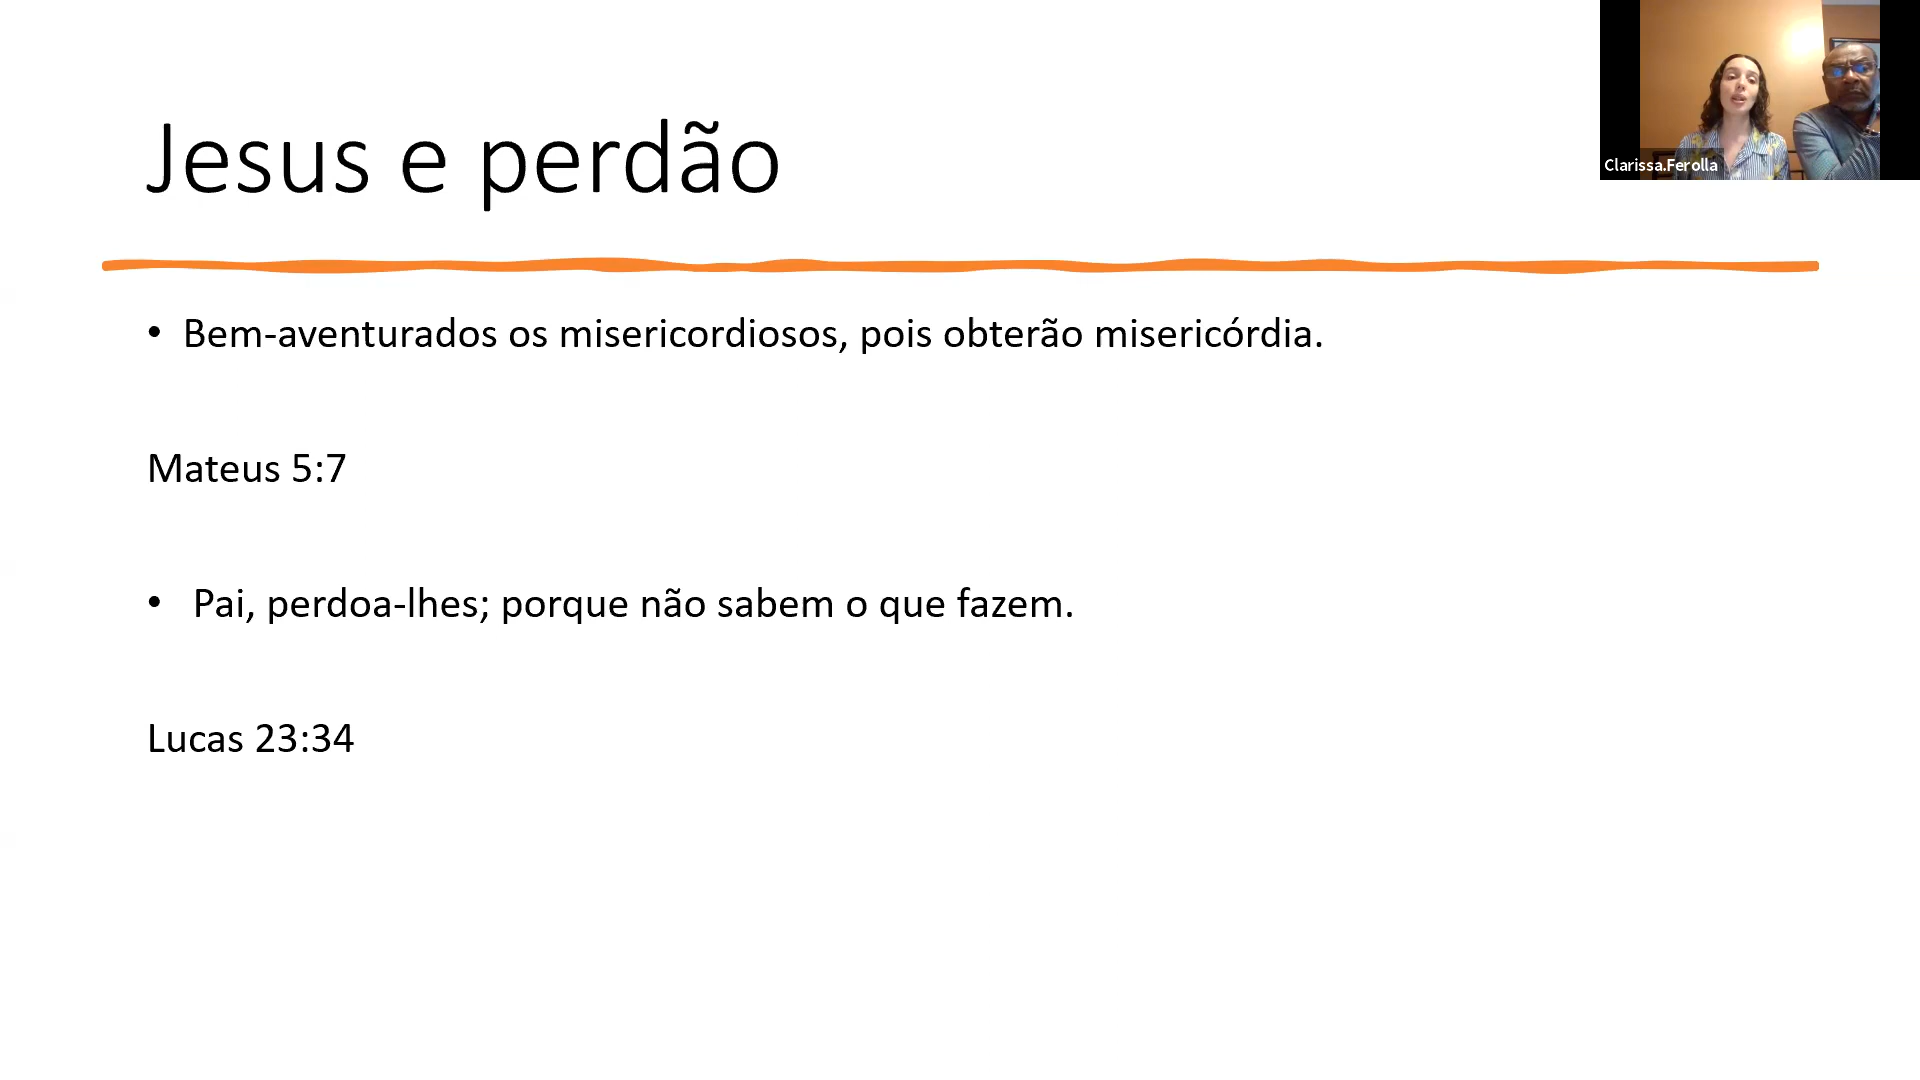 Jesus e perdão
Clarissa.Ferolla
• Bem-aventurados os misericordiosos, pois obterão misericórdia.
Mateus 5:7
• Pai, perdoa-lhes; porque não sabem o que fazem.
Lucas 23:34